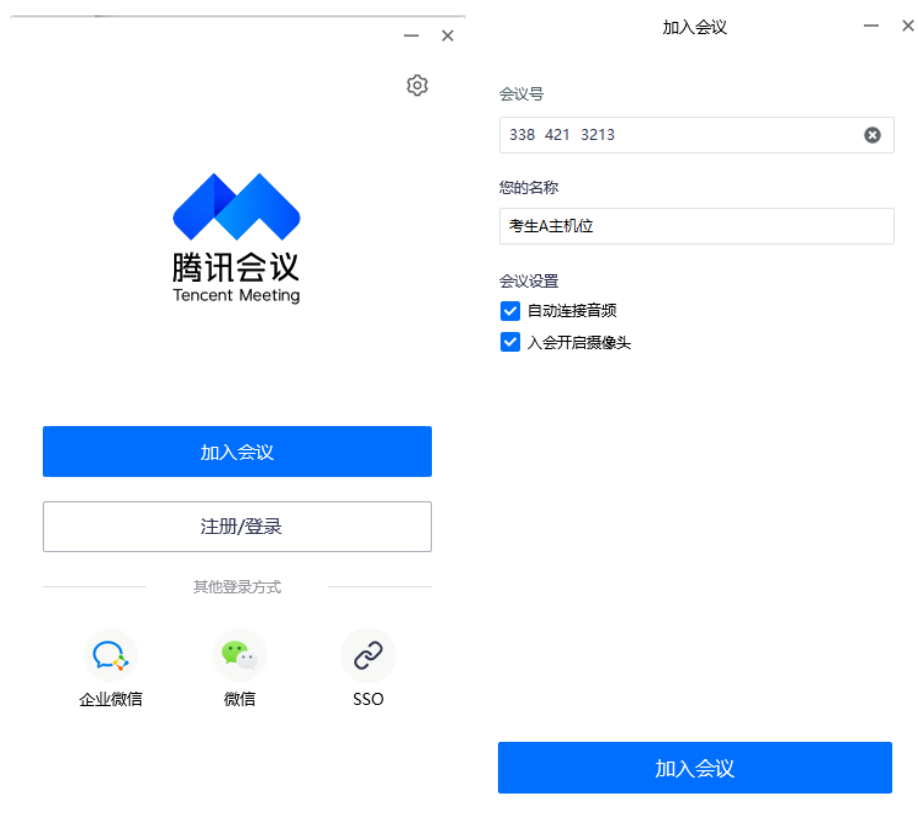 腾讯会议
Tencent Meeting
加入会议
注册/登录
其他登录方式
企业微信
微信
SSO
加入会议
会议号
338 421 3213
您的名称
考生A主机位
会议设置
自动连接音频
入会开启摄像头
加入会议